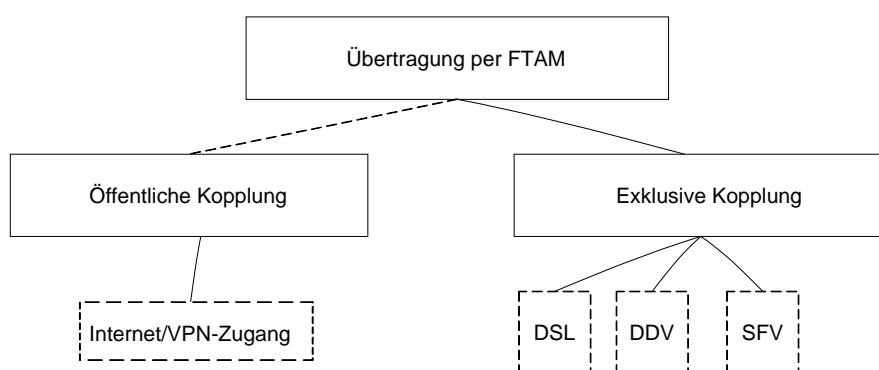 Übertragung per FTAM
Öffentliche Kopplung
Exklusive Kopplung
Internet/VPN-Zugang
DSL
DDV
SFV